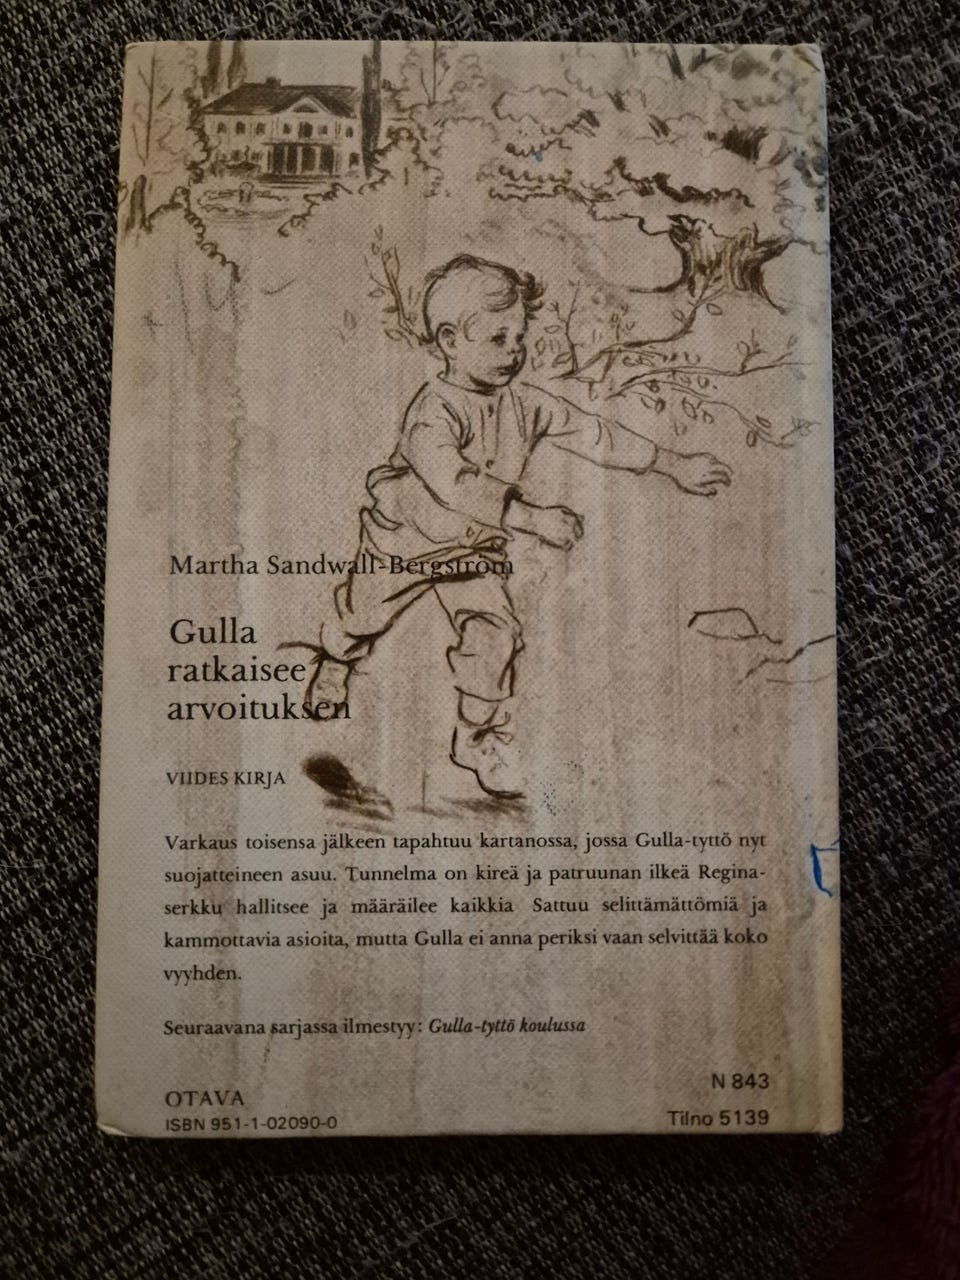 Martha Sandwall-Bergström
Gulla
ratkaisee
arvoituksen
VIIDES KIRJA
Varkaus toisensa jälkeen tapahtuu kartanossa, jossa Gulla-tyttö nyt
suojatteineen asuu. Tunnelma on kireä ja patruunan ilkeä Regina-
serkku hallitsee ja määräilee kaikkia Sattuu selittämättömiä ja
kammottavia asioita, mutta Gulla ei anna periksi vaan selvittää koko
vyyhden.
Seuraavana sarjassa ilmestyy: Gulla-tyttö koulussa
OTAVA
ISBN 951-1-02090-0
N 843
Tilno 5139